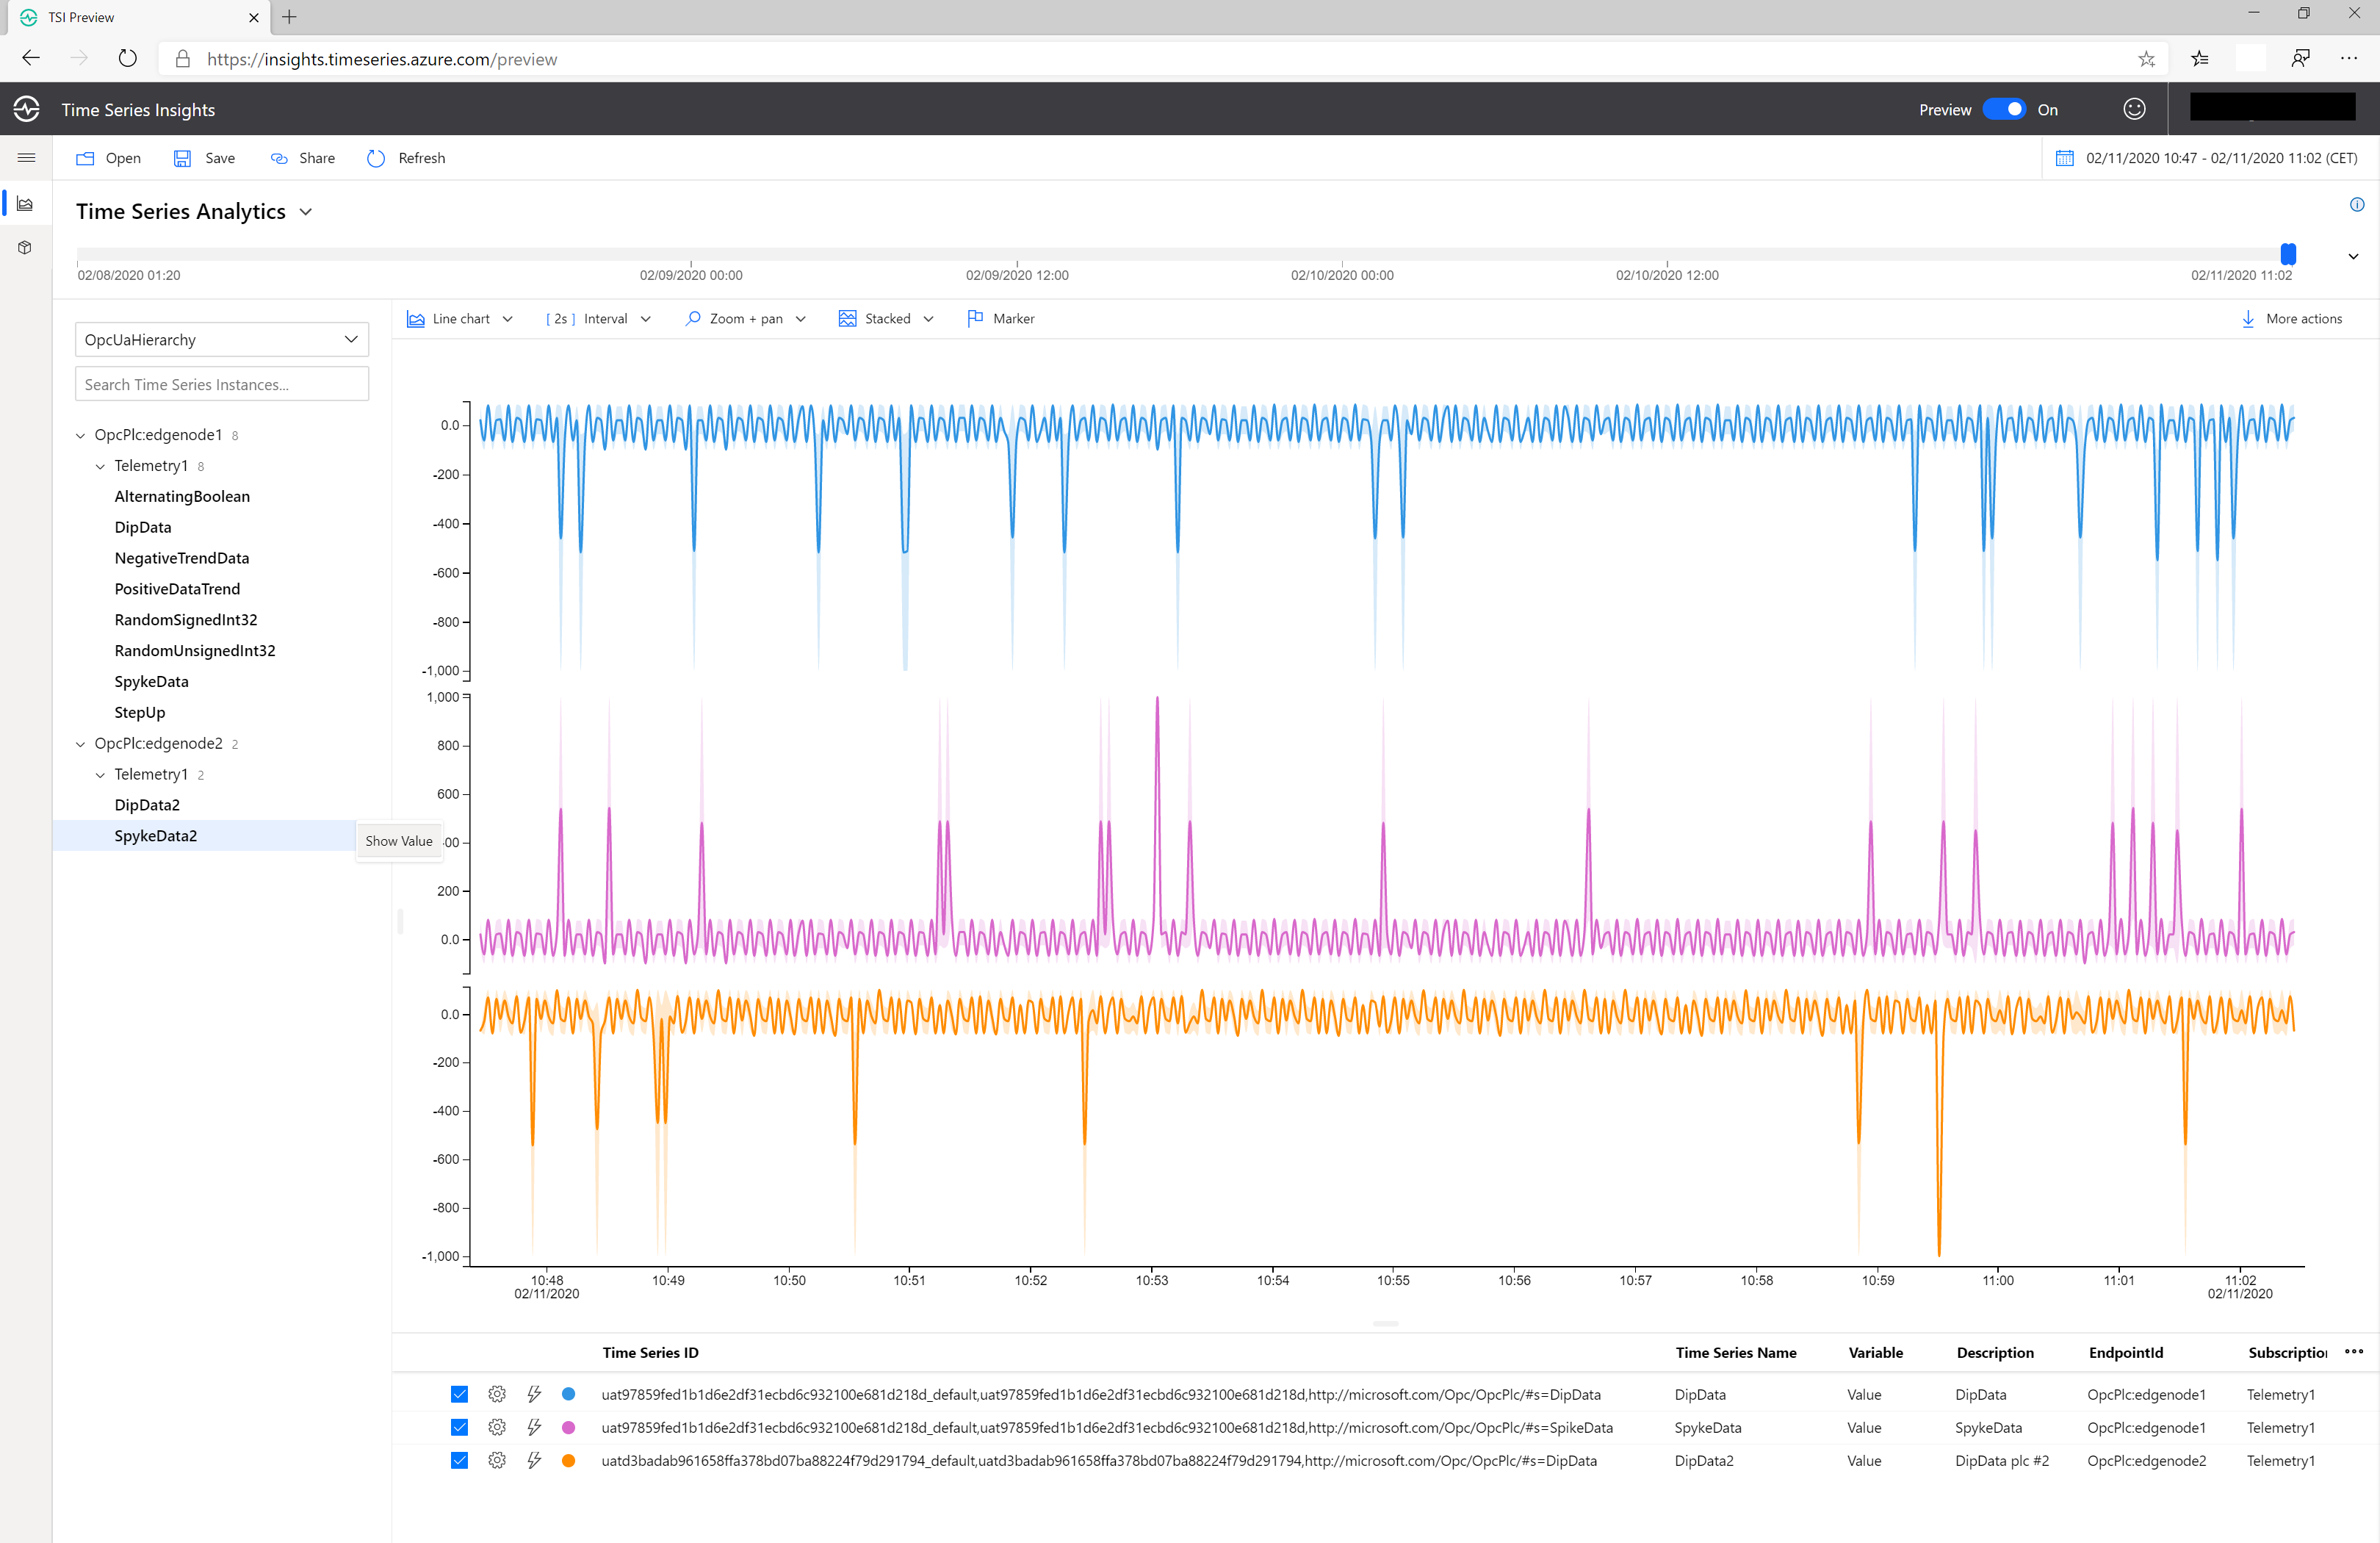 TSI Preview
https://insights.timeseries.azure.com/preview
Time Series Insights
Preview On
Open Save Share Refresh
02/11/2020 10:47 - 02/11/2020 11:02 (CET)
Time Series Analytics
02/08/2020 01:20 02/09/2020 00:00 02/09/2020 12:00 02/10/2020 00:00 02/10/2020 12:00 02/11/2020 11:02
Line chart [ 2s ] Interval Zoom + pan Stacked Marker More actions
OpcUaHierarchy
Search Time Series Instances...
OpcPlc:edgenode1 8
Telemetry1 8
AlternatingBoolean
DipData
NegativeTrendData
PositiveDataTrend
RandomSignedInt32
RandomUnsignedInt32
SpykeData
StepUp
OpcPlc:edgenode2 2
Telemetry1 2
DipData2
SpykeData2
Show Value
0.0
-200
-400
-600
-800
-1,000
1,000
800
600
00
200
0.0
0.0
-200
-400
-600
-800
-1,000
10:48 10:49 10:50 10:51 10:52 10:53 10:54 10:55 10:56 10:57 10:58 10:59 11:00 11:01 11:02
02/11/2020 02/11/2020
Time Series ID Time Series Name Variable Description EndpointId Subscriptio
uat97859fed1b1d6e2df31ecbd6c932100e681d218d_default,uat97859fed1b1d6e2df31ecbd6c932100e681d218d,http://microsoft.com/Opc/OpcPlc/#s=DipData DipData Value DipData OpcPlc:edgenode1 Telemetry1
uat97859fed1b1d6e2df31ecbd6c932100e681d218d_default,uat97859fed1b1d6e2df31ecbd6c932100e681d218d,http://microsoft.com/Opc/OpcPlc/#s=SpikeData SpykeData Value SpykeData OpcPlc:edgenode1 Telemetry1
uatd3badab961658ffa378bd07ba88224f79d291794_default,uatd3badab961658ffa378bd07ba88224f79d291794,http://microsoft.com/Opc/OpcPlc/#s=DipData DipData2 Value DipData plc #2 OpcPlc:edgenode2 Telemetry1